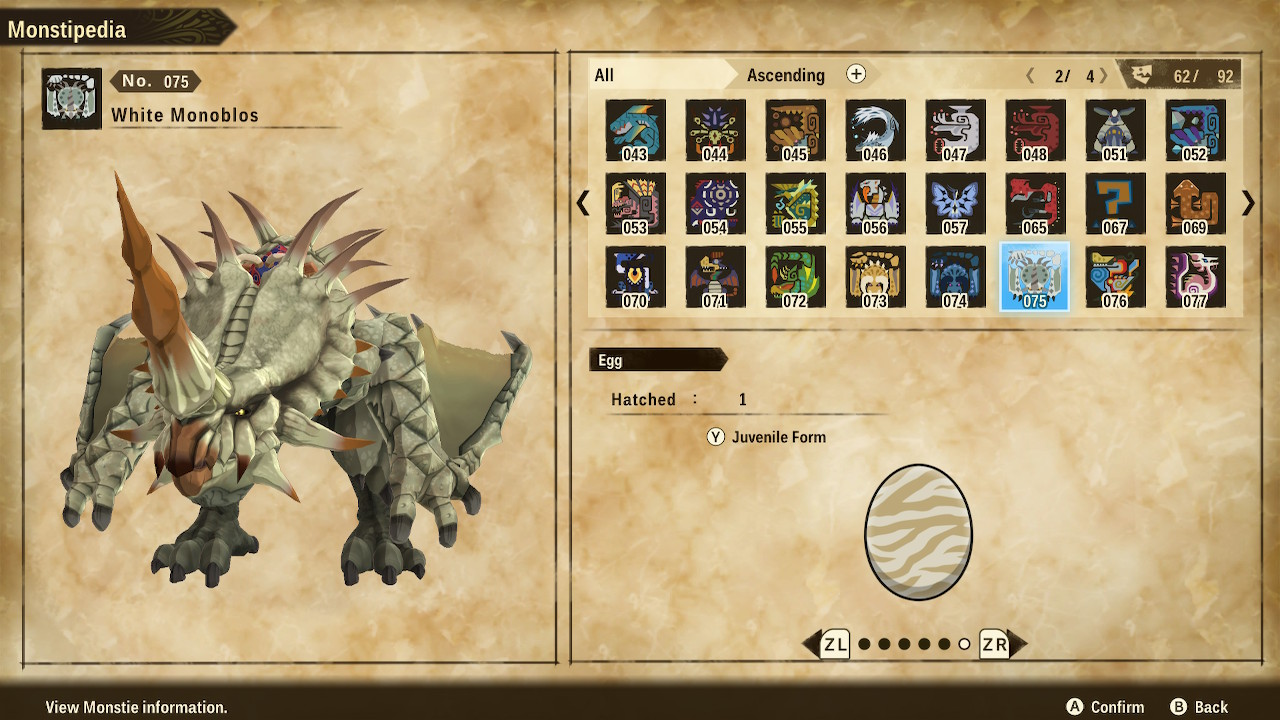 Monstipedia
No. 075
White Monoblos
All
Ascending
2/ 4
62/ 92
043 044 045 046 047 048 051 052
053 054 055 056 057 065 067 069
070 071 072 073 074 075 076 077
Egg
Hatched : 1
Y Juvenile Form
ZL ZR
View Monstie information.
A Confirm B Back